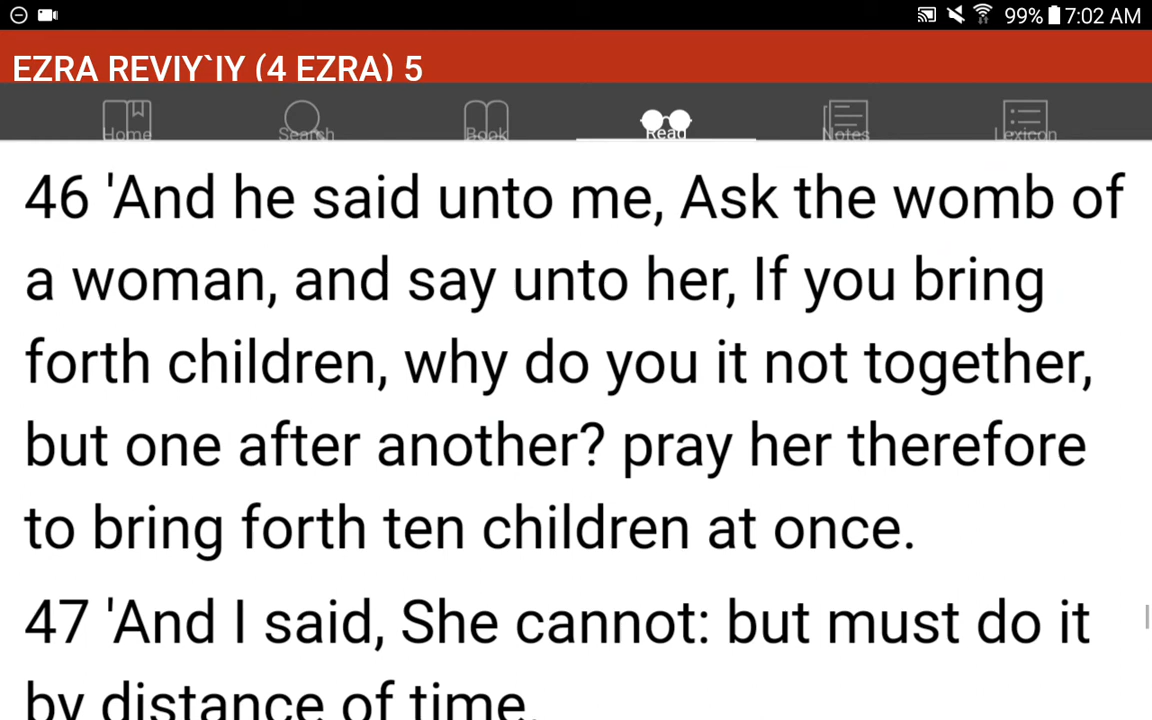 99% 7:02 AM
EZRA REVIY`IY (4 EZRA) 5
Home Search Book Read Notes Lexicon
46 'And he said unto me, Ask the womb of
a woman, and say unto her, If you bring
forth children, why do you it not together,
but one after another? pray her therefore
to bring forth ten children at once.
47 'And I said, She cannot: but must do it
by distance of time.